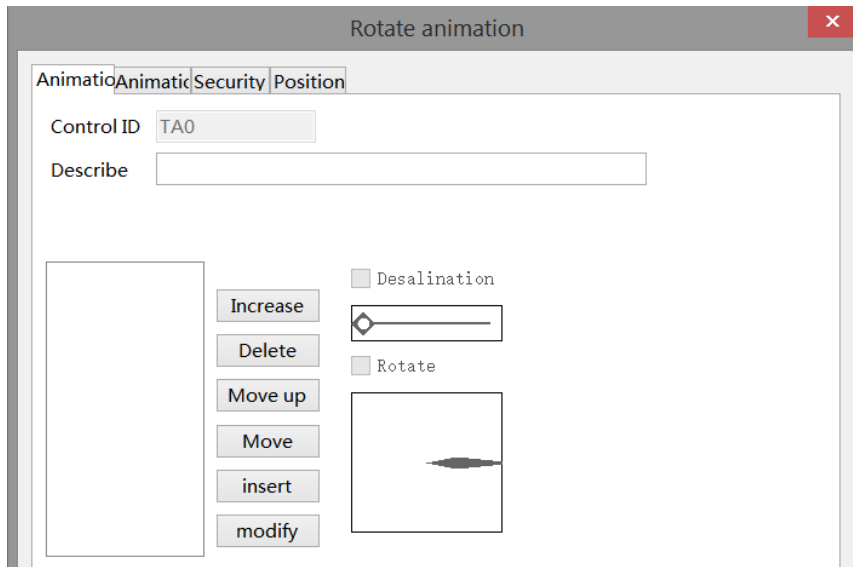 Rotate animation
Animatio Animatic Security Position
Control ID TA0
Describe
Desalination
Increase
Delete
Rotate
Move up
Move
insert
modify